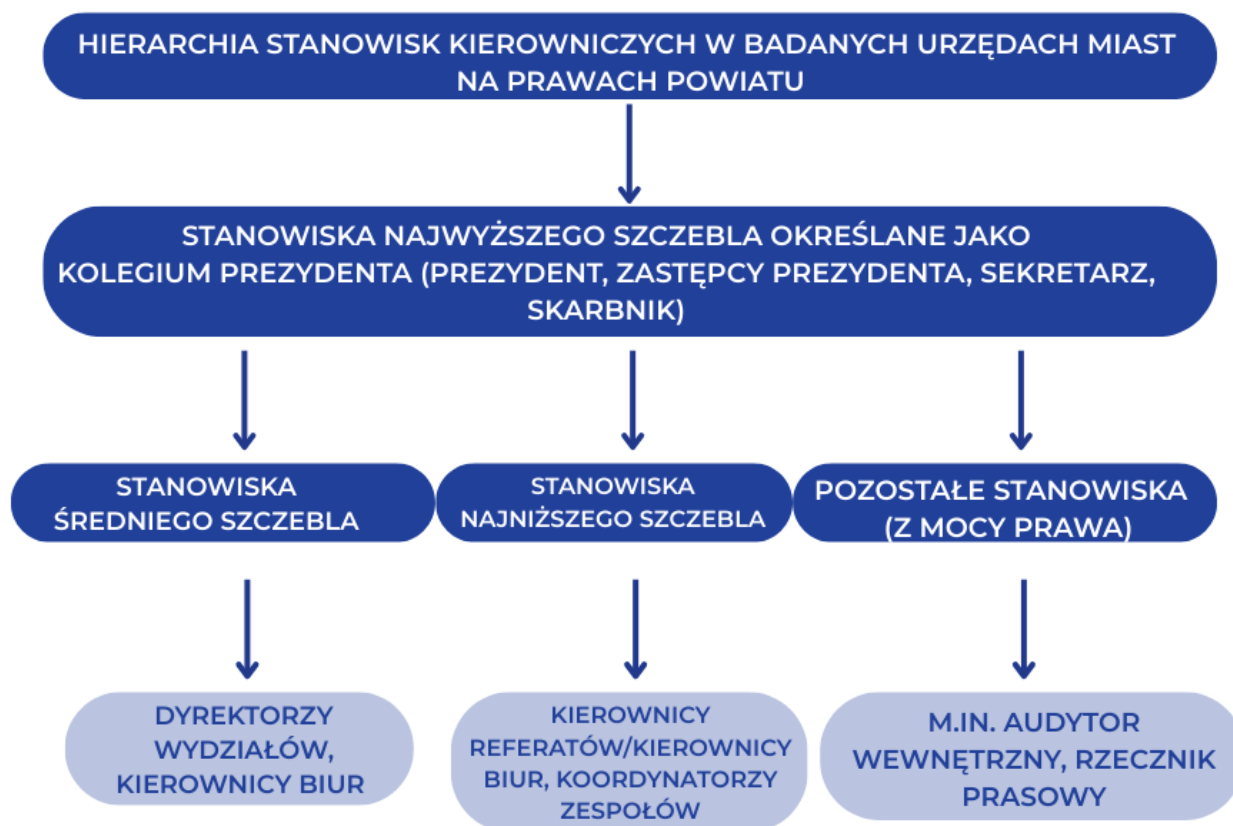 HIERARCHIA STANOWISK KIEROWNICZYCH W BADANYCH URZĘDACH MIAST
NA PRAWACH POWIATU
STANOWISKA NAJWYŻSZEGO SZCZEBLA OKREŚLANE JAKO
KOLEGIUM PREZYDENTA (PREZYDENT, ZASTĘPCY PREZYDENTA, SEKRETARZ,
SKARBNIK)
STANOWISKA
ŚREDNIEGO SZCZEBLA
STANOWISKA
NAJNIŻSZEGO SZCZEBLA
POZOSTAŁE STANOWISKA
(Z MOCY PRAWA)
DYREKTORZY
WYDZIAŁÓW,
KIEROWNICY BIUR
KIEROWNICY
REFERATÓW/KIEROWNICY
BIUR, KOORDYNATORZY
ZESPOŁÓW
M.IN. AUDYTOR
WEWNĘTRZNY, RZECZNIK
PRASOWY